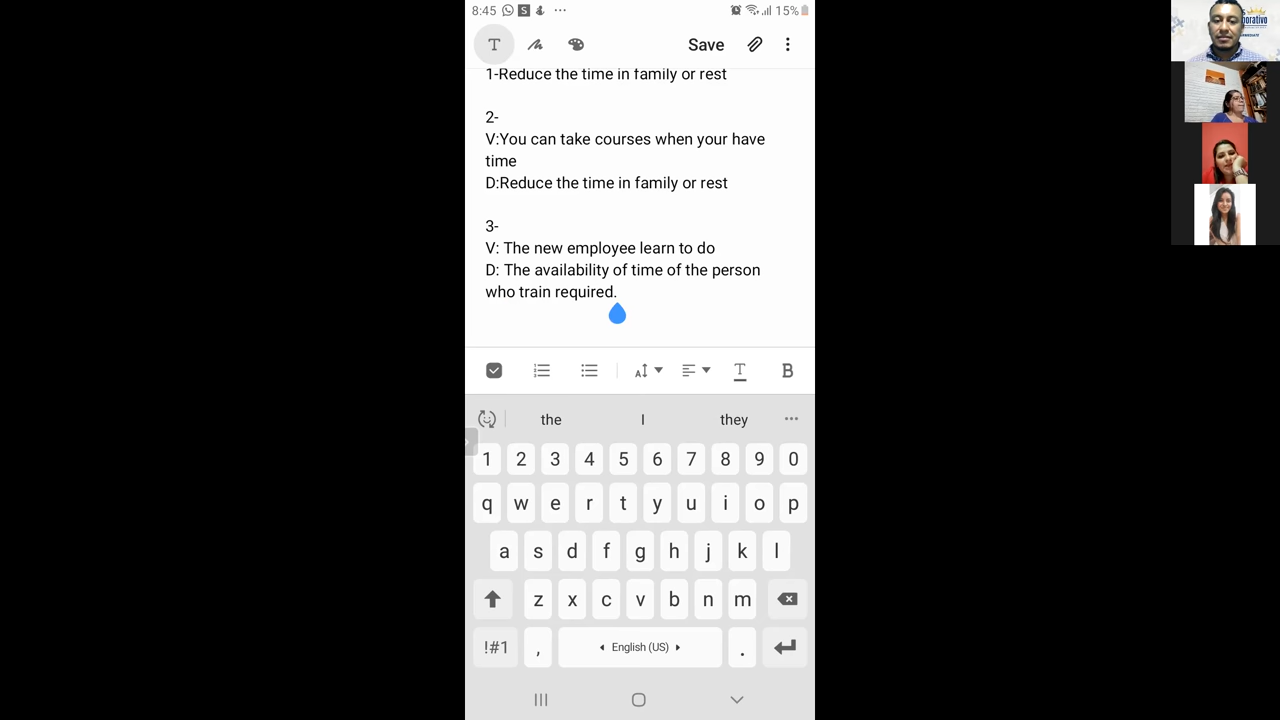 8:45 S ... 15%
T Save
1-Reduce the time in family or rest
2-
V:You can take courses when your have
time
D:Reduce the time in family or rest
3-
V: The new employee learn to do
D: The availability of time of the person
who train required.
T B
the I they ...
1 2 3 4 5 6 7 8 9 0
q w e r t y u i o p
a s d f g h j k l
z x c v b n m
!#1 , English (US) .